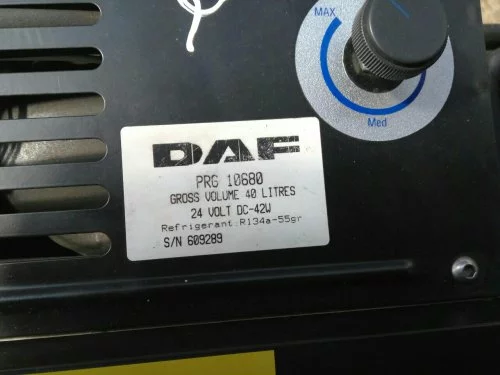 MAX
Med
DAF
PRG 10680
GROSS VOLUME 40 LITRES
24 VOLT DC-42W
Refrigerant R134a-55gr
S/N 609289